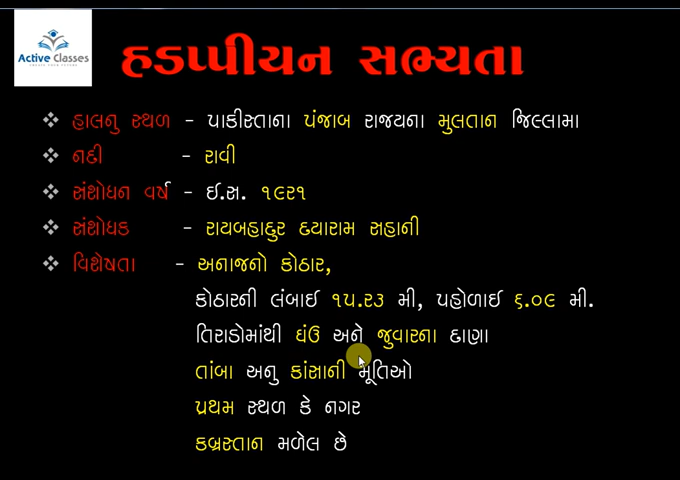 Active Classes
હડપ્પીયન સભ્યતા
❖ હાલનુ સ્થળ - પાકીસ્તાના પંજાબ રાજયના મુલતાન જિલ્લામા
❖ નદી - રાવી
❖ સંશોધન વર્ષ - ઈ.સ. ૧૯૨૧
❖ સંશોધક - રાયબહાદુર દયારામ સહાની
❖ વિશેષતા - અનાજનો કોઠાર,
કોઠારની લંબાઈ ૧૫.૨૩ મી, પહોળાઈ ૬.૦૯ મી.
તિરાડોમાંથી ઘંઉ અને જુવારના દાણા
તાંબા અનુ કાંસાની મૂતિઓ
પ્રથમ સ્થળ કે નગર
કબ્રસ્તાન મળેલ છે